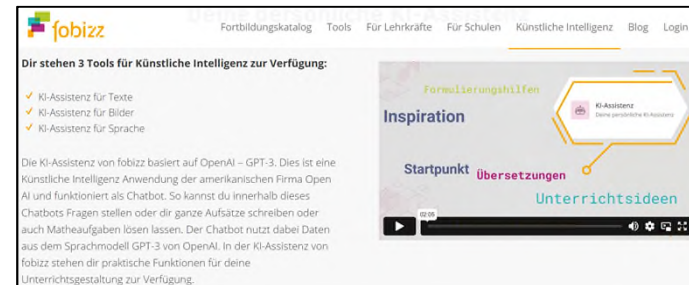 Deine persönliche KI-Assistenz
fobizz
Fortbildungskatalog Tools Für Lehrkräfte Für Schulen Künstliche Intelligenz Blog Login
Dir stehen 3 Tools für Künstliche Intelligenz zur Verfügung:
✓ KI-Assistenz für Texte
✓ KI-Assistenz für Bilder
✓ KI-Assistenz für Sprache
Die KI-Assistenz von fobizz basiert auf OpenAI – GPT-3. Dies ist eine
Künstliche Intelligenz Anwendung der amerikanischen Firma Open
AI und funktioniert als Chatbot. So kannst du innerhalb dieses
Chatbots Fragen stellen oder dir ganze Aufsätze schreiben oder
auch Matheaufgaben lösen lassen. Der Chatbot nutzt dabei Daten
aus dem Sprachmodell GPT-3 von OpenAI. In der KI-Assistenz von
fobizz stehen dir praktische Funktionen für deine
Unterrichtsgestaltung zur Verfügung.
Formulierungshilfen
Inspiration
KI-Assistenz
Deine persönliche KI-Assistenz
Startpunkt
Übersetzungen
Unterrichtsideen
02:05